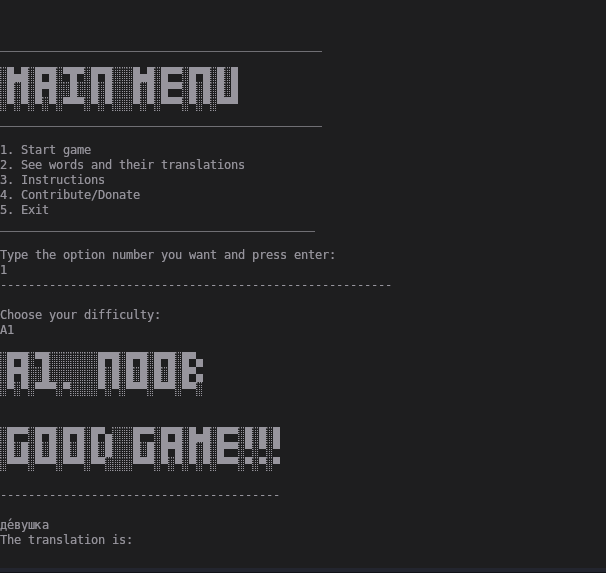 MAIN MENU
1. Start game
2. See words and their translations
3. Instructions
4. Contribute/Donate
5. Exit
Type the option number you want and press enter:
1
Choose your difficulty:
A1
A1. NOOB
GOOD GAME!!!
де́вушка
The translation is: